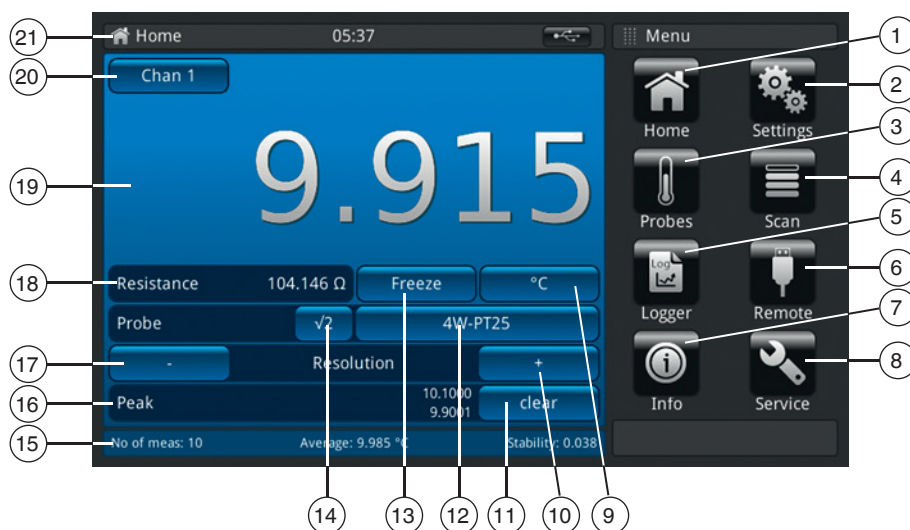 Home 05:37 Menu
Chan 1
9.915
Home Settings
Probes Scan
Resistance 104.146 Ω Freeze °C
Logger Remote
Probe √2 4W-PT25
- Resolution +
Peak 10.1000 clear
9.9001
Info Service
No of meas: 10 Average: 9.985 °C Stability: 0.038
Log
1
2
3
4
5
6
7
8
9
10
11
12
13
14
15
16
17
18
19
20
21